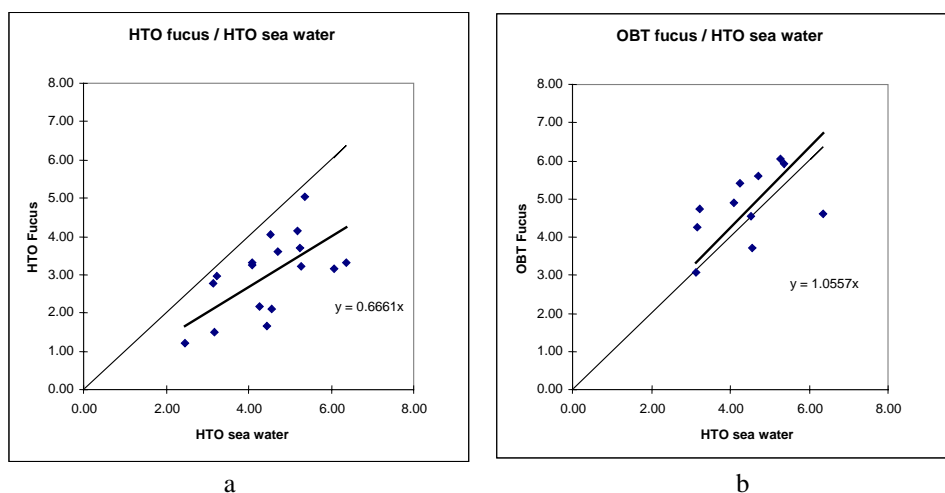 HTO fucus / HTO sea water
HTO Fucus
8.00
7.00
6.00
5.00
4.00
3.00
2.00
1.00
0.00
y = 0.6661x
0.00 2.00 4.00 6.00 8.00
HTO sea water
a
OBT fucus / HTO sea water
OBT Fucus
8.00
7.00
6.00
5.00
4.00
3.00
2.00
1.00
0.00
y = 1.0557x
0.00 2.00 4.00 6.00 8.00
HTO sea water
b